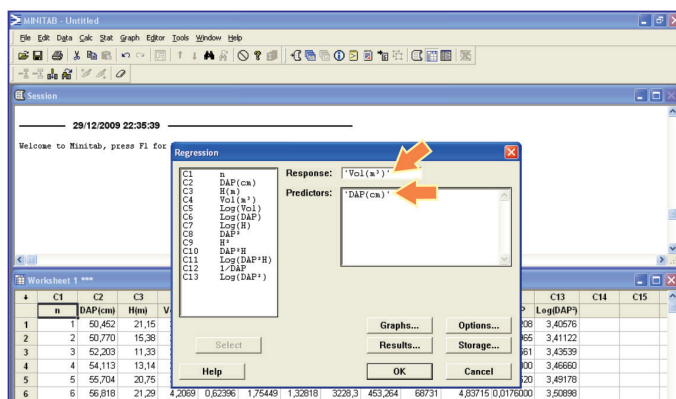 MINITAB - Untitled
File Edit Data Calc Stat Graph Editor Tools Window Help
Session
29/12/2009 22:35:39
Welcome to Minitab, press F1 for
Regression
C1 n
C2 DAP(cm)
C3 H(m)
C4 Vol(m³)
C5 Log(Vol)
C6 Log(DAP)
C7 Log(H)
C8 DAP²
C9 H²
C10 DAP²H
C11 Log(DAP²H)
C12 1/DAP
C13 Log(DAP²)
Response: 'Vol(m³)'
Predictors: 'DAP(cm)'
Select
Graphs... Options...
Results... Storage...
Help OK Cancel
Worksheet 1 ***
C1 C2 C3 C13 C14 C15
n DAP(cm) H(m) Log(DAP²)
1 1 50,452 21,15 3,40576
2 2 50,770 15,38 3,41122
3 3 52,203 11,33 3,43539
4 4 54,113 13,14 3,46660
5 5 55,704 20,75 3,49178
6 6 56,818 21,29 4,2069 0,62396 1,75449 1,32818 3228,3 453,264 68731 4,83715 0,0176000 3,50898